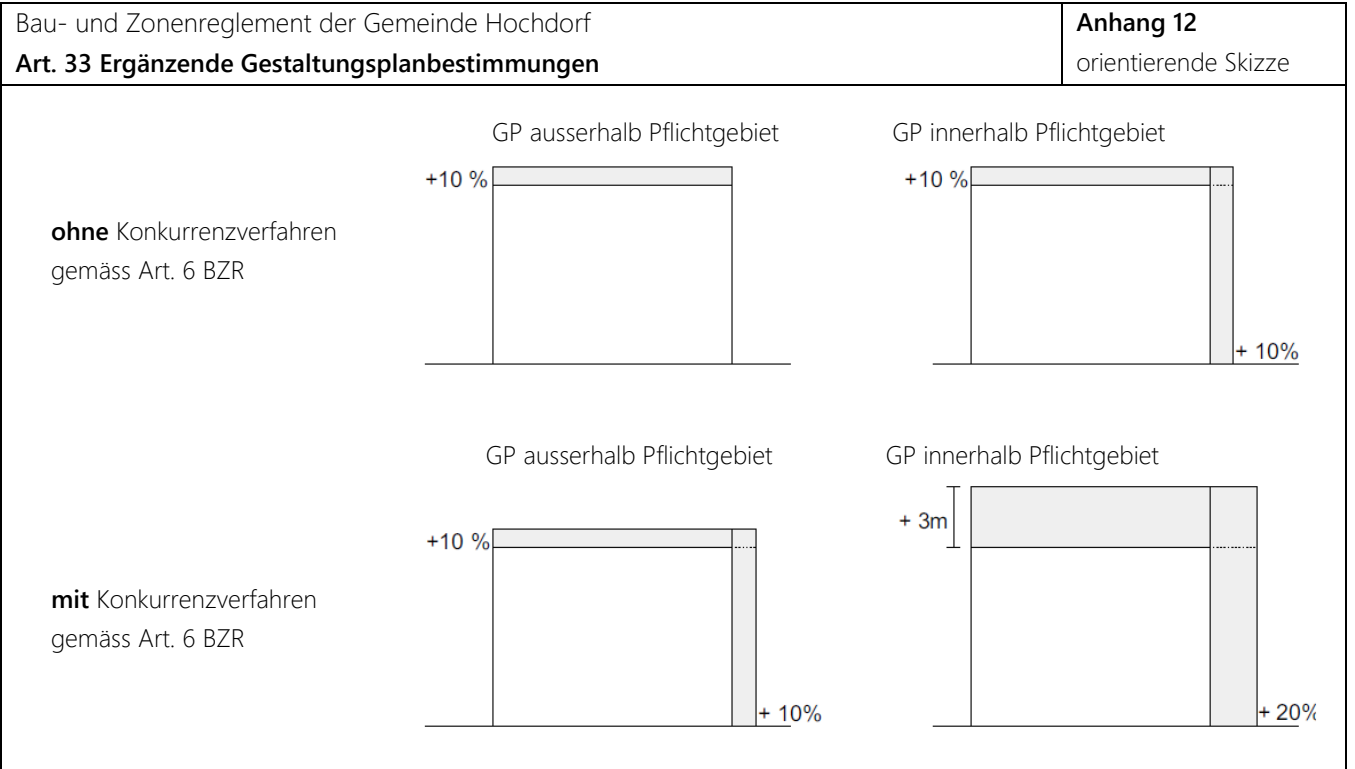 Bau- und Zonenreglement der Gemeinde Hochdorf
Art. 33 Ergänzende Gestaltungsplanbestimmungen
Anhang 12
orientierende Skizze
GP ausserhalb Pflichtgebiet
GP innerhalb Pflichtgebiet
+10 %
+10 %
ohne Konkurrenzverfahren
gemäss Art. 6 BZR
+ 10%
GP ausserhalb Pflichtgebiet
GP innerhalb Pflichtgebiet
+ 3m
+10 %
mit Konkurrenzverfahren
gemäss Art. 6 BZR
+ 10%
+ 20%